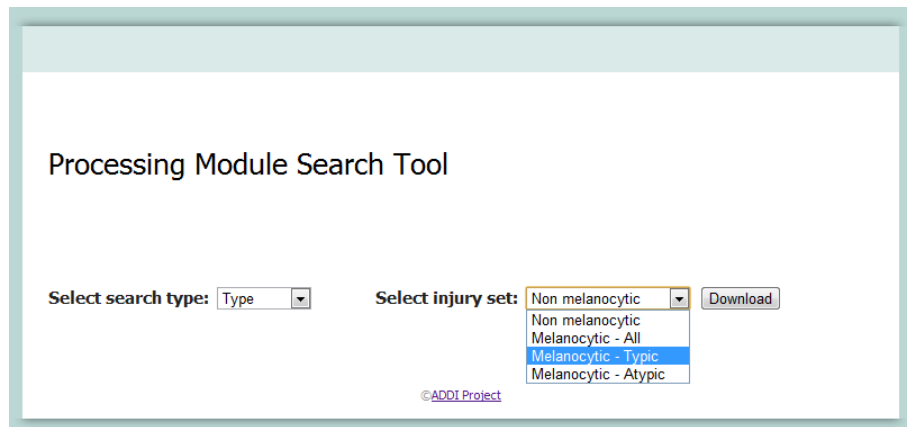 Processing Module Search Tool
Select search type: Type Select injury set: Non melanocytic Download
Non melanocytic
Melanocytic - All
Melanocytic - Typic
Melanocytic - Atypic
©ADDI Project